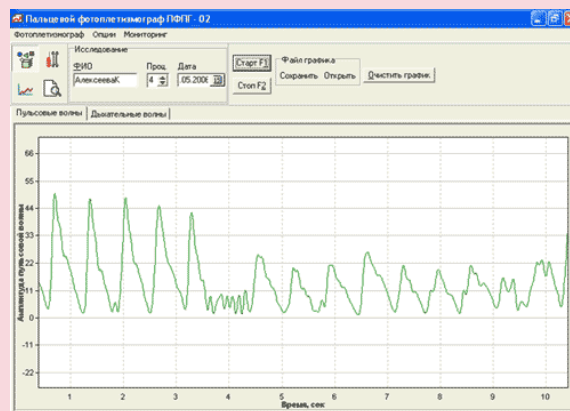 Пальцевой фотоплетизмограф ПФПГ - 02
Фотоплетизмограф Опции Мониторинг
Исследование
ФИО Проц. Дата
АлексееваК 4 .05.2006
Старт F1
Стоп F2
Файл графика
Сохранить Открыть
Очистить график
Пульсовые волны Дыхательные волны
Амплитуда пульсовой волны
66
55
44
33
22
11
0
-11
-22
1 2 3 4 5 6 7 8 9 10
Время, сек